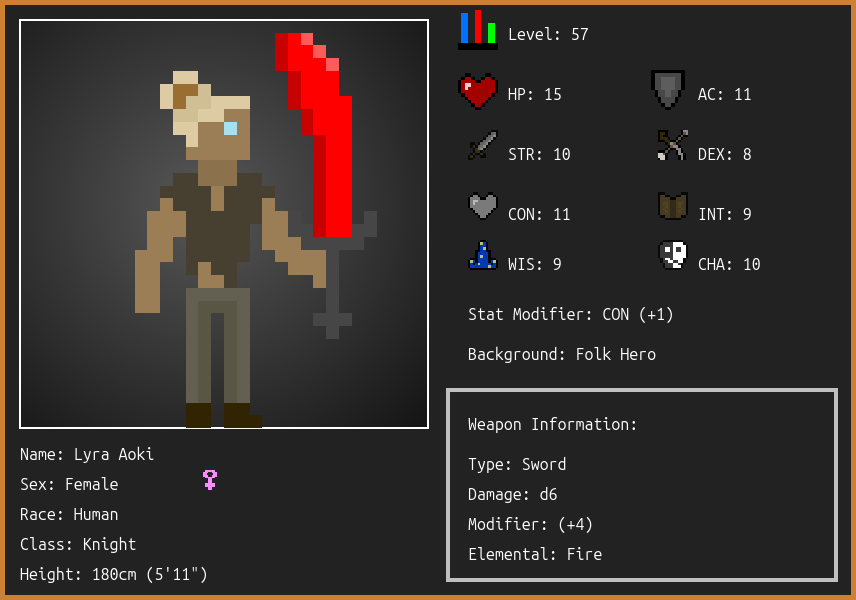 Level: 57
HP: 15
AC: 11
STR: 10
DEX: 8
CON: 11
INT: 9
WIS: 9
CHA: 10
Stat Modifier: CON (+1)
Background: Folk Hero
Weapon Information:
Type: Sword
Damage: d6
Modifier: (+4)
Elemental: Fire
Name: Lyra Aoki
Sex: Female
Race: Human
Class: Knight
Height: 180cm (5'11")